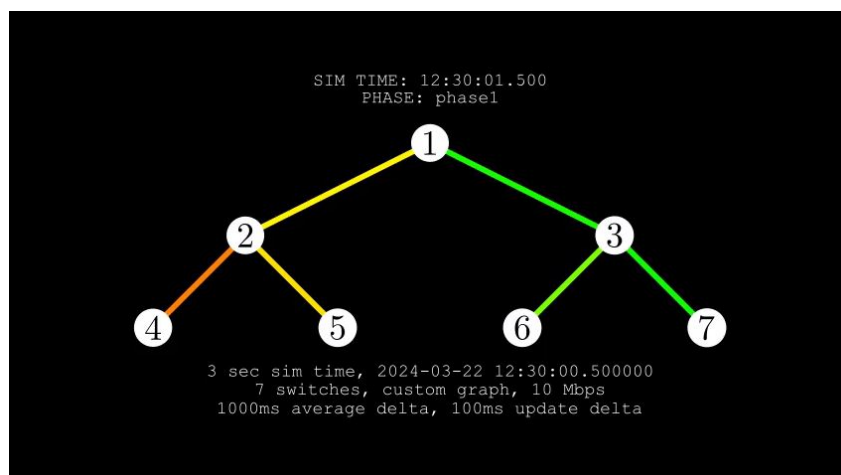 SIM TIME: 12:30:01.500
PHASE: phase1
1
2 3
4 5 6 7
3 sec sim time, 2024-03-22 12:30:00.500000
7 switches, custom graph, 10 Mbps
1000ms average delta, 100ms update delta